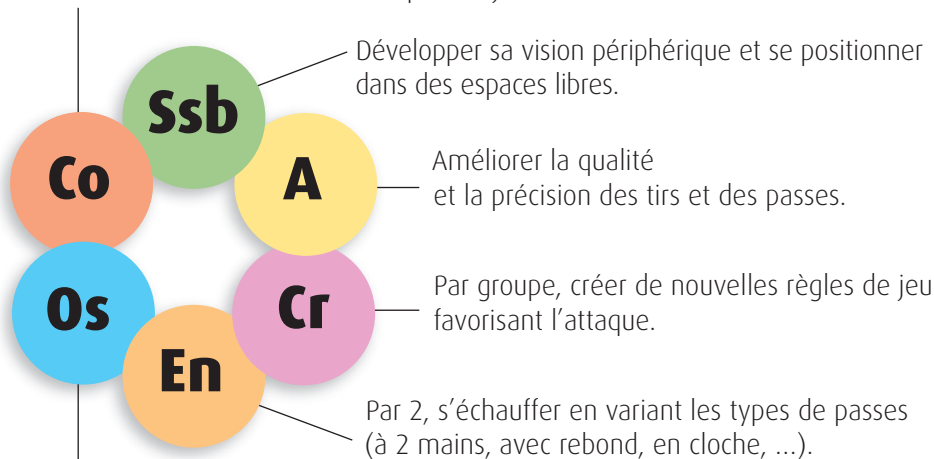 Développer sa vision périphérique et se positionner
dans des espaces libres.
Ssb
Co
A
Améliorer la qualité
et la précision des tirs et des passes.
Os
Cr
Par groupe, créer de nouvelles règles de jeu
favorisant l’attaque.
En
Par 2, s’échauffer en variant les types de passes
(à 2 mains, avec rebond, en cloche, ...).